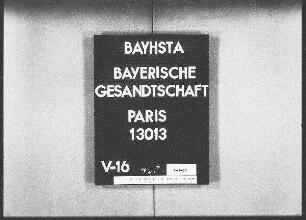 BAYHSTA
BAYERISCHE
GESANDTSCHAFT
PARIS
13013
V-16